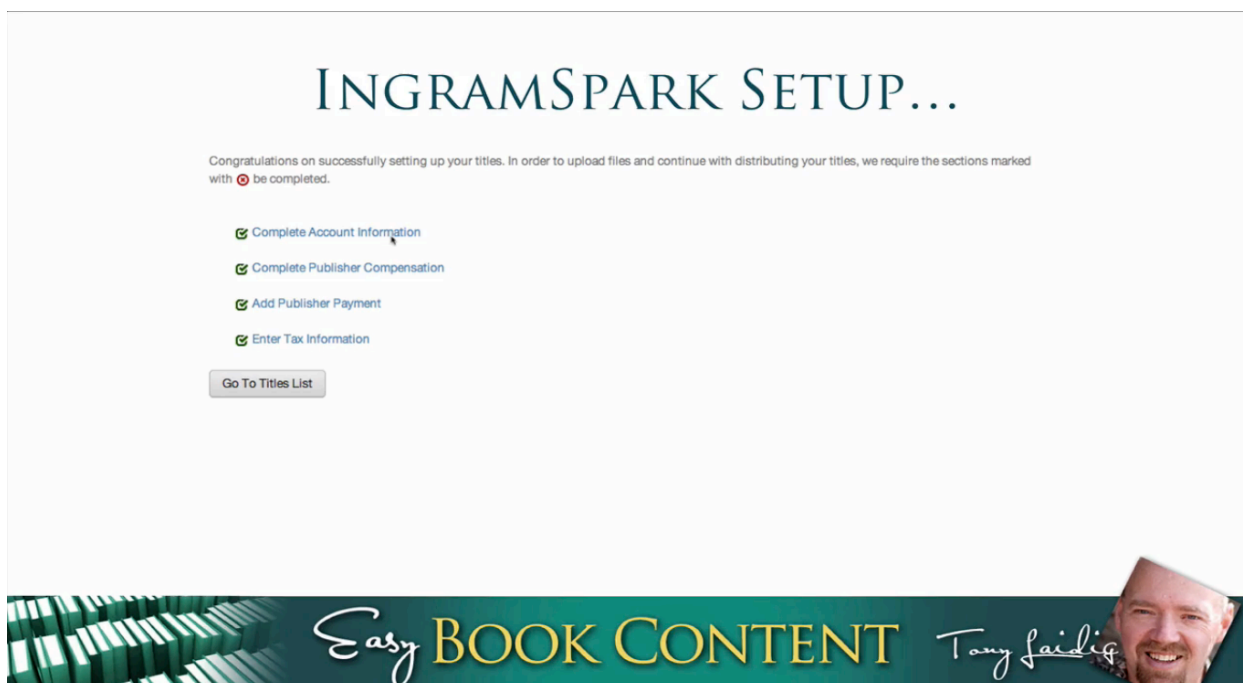 INGRAMSPARK SETUP...
Congratulations on successfully setting up your titles. In order to upload files and continue with distributing your titles, we require the sections marked
with be completed.
Complete Account Information
Complete Publisher Compensation
Add Publisher Payment
Enter Tax Information
Go To Titles List
Easy BOOK CONTENT Tony Laidig